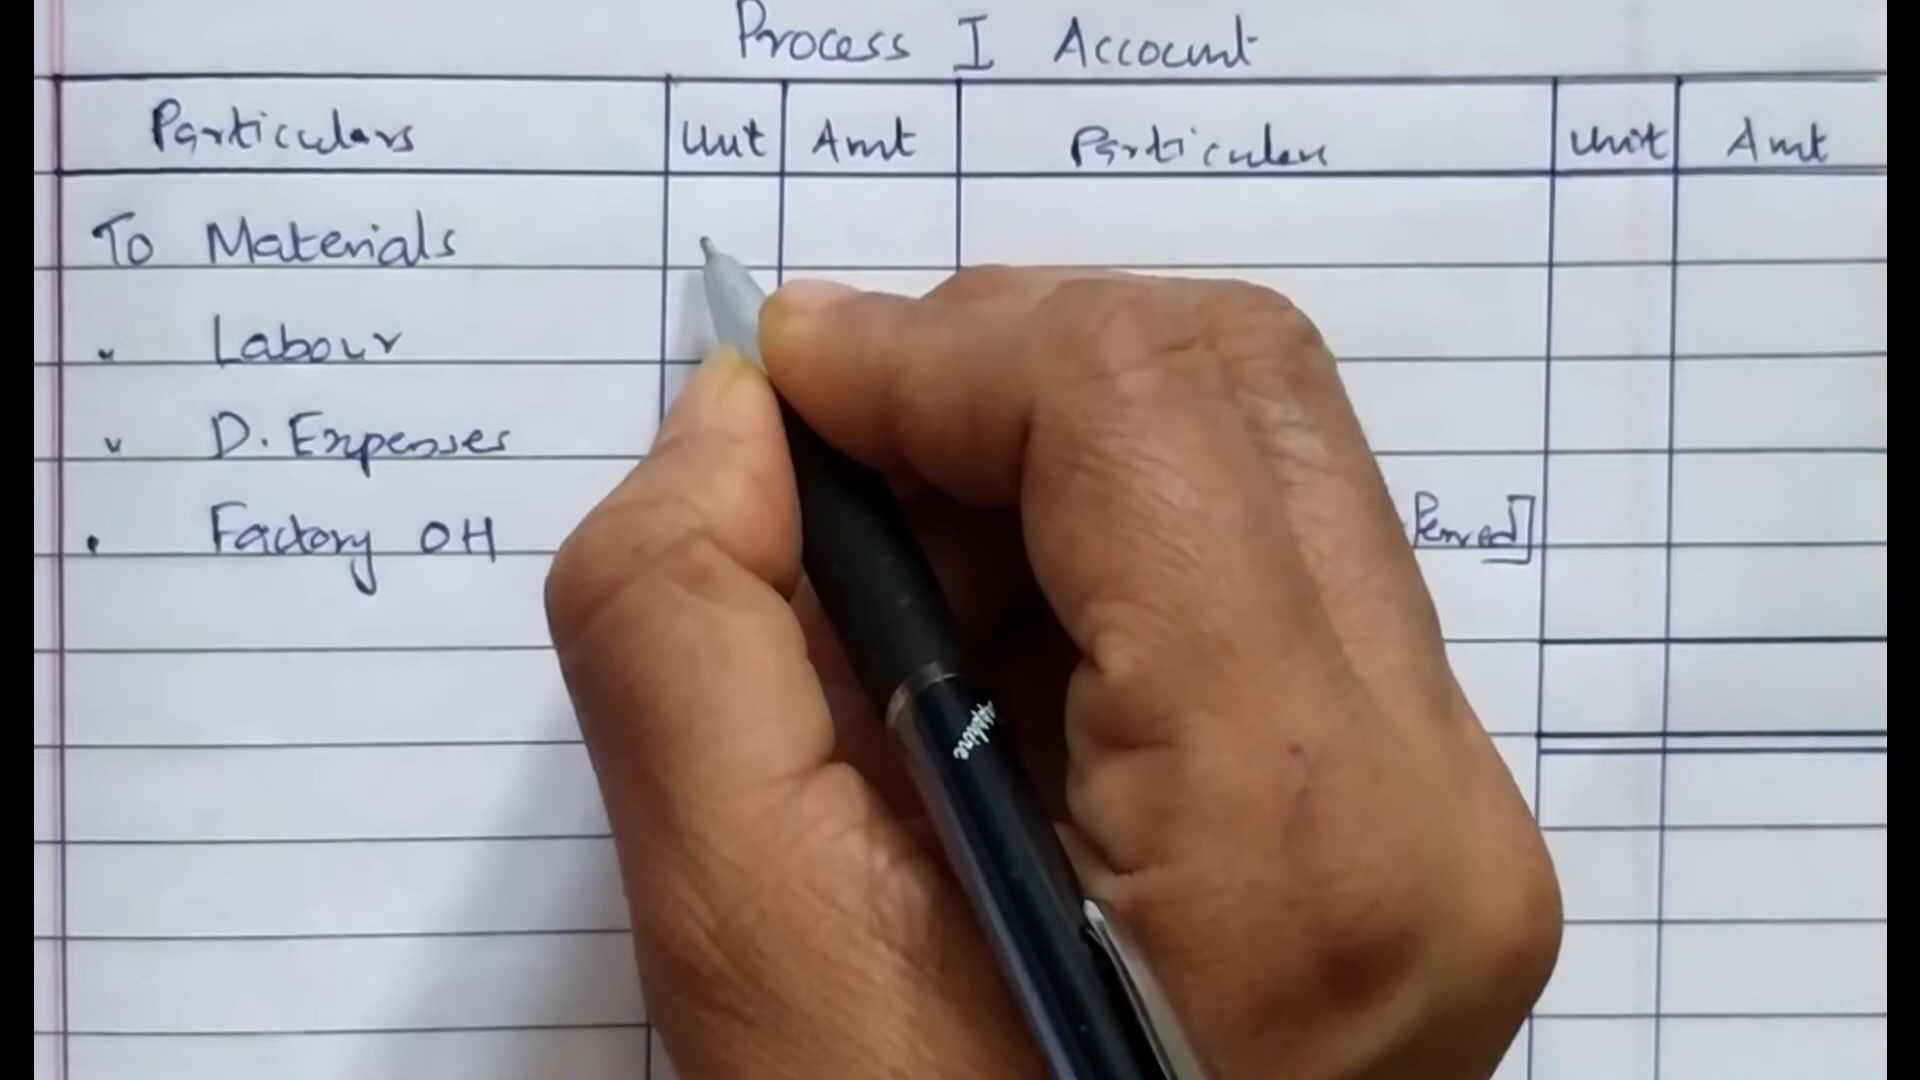 Process I Account
Particulars Unit Amt Particulars Unit Amt
To Materials
" Labour
" D. Expenses
" Factory OH